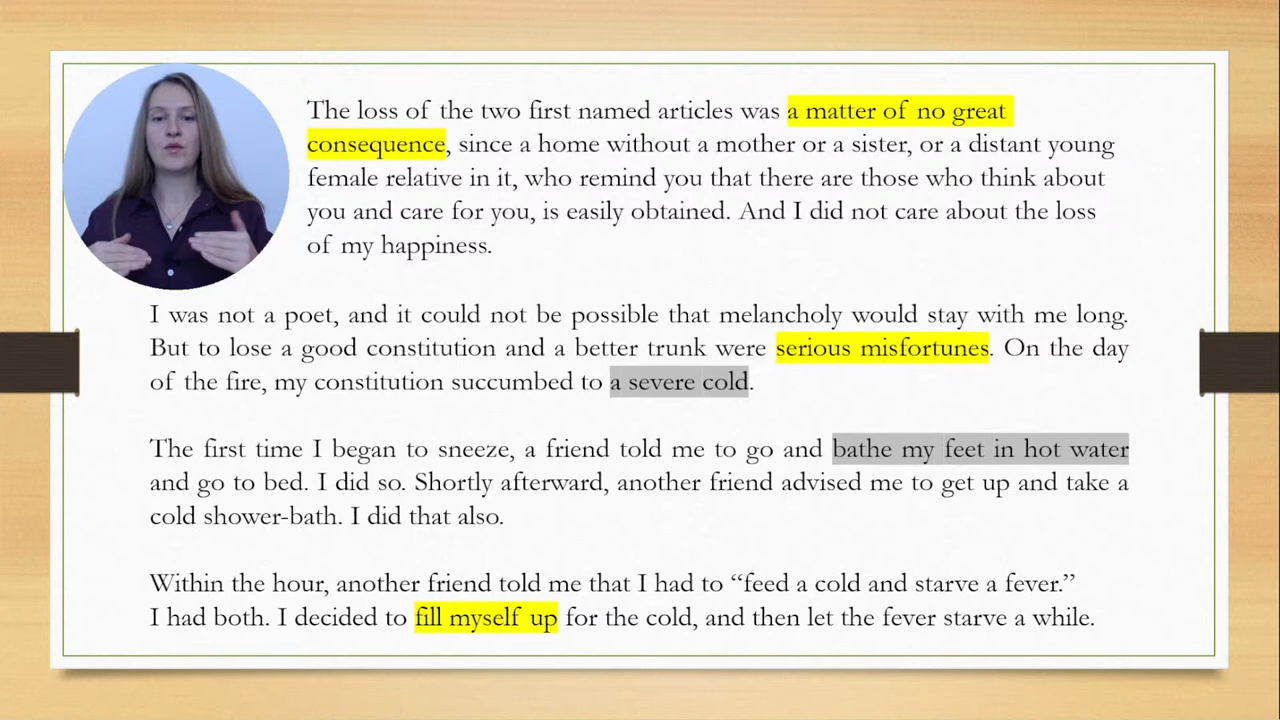 The loss of the two first named articles was a matter of no great
consequence, since a home without a mother or a sister, or a distant young
female relative in it, who remind you that there are those who think about
you and care for you, is easily obtained. And I did not care about the loss
of my happiness.
I was not a poet, and it could not be possible that melancholy would stay with me long.
But to lose a good constitution and a better trunk were serious misfortunes. On the day
of the fire, my constitution succumbed to a severe cold.
The first time I began to sneeze, a friend told me to go and bathe my feet in hot water
and go to bed. I did so. Shortly afterward, another friend advised me to get up and take a
cold shower-bath. I did that also.
Within the hour, another friend told me that I had to “feed a cold and starve a fever.”
I had both. I decided to fill myself up for the cold, and then let the fever starve a while.